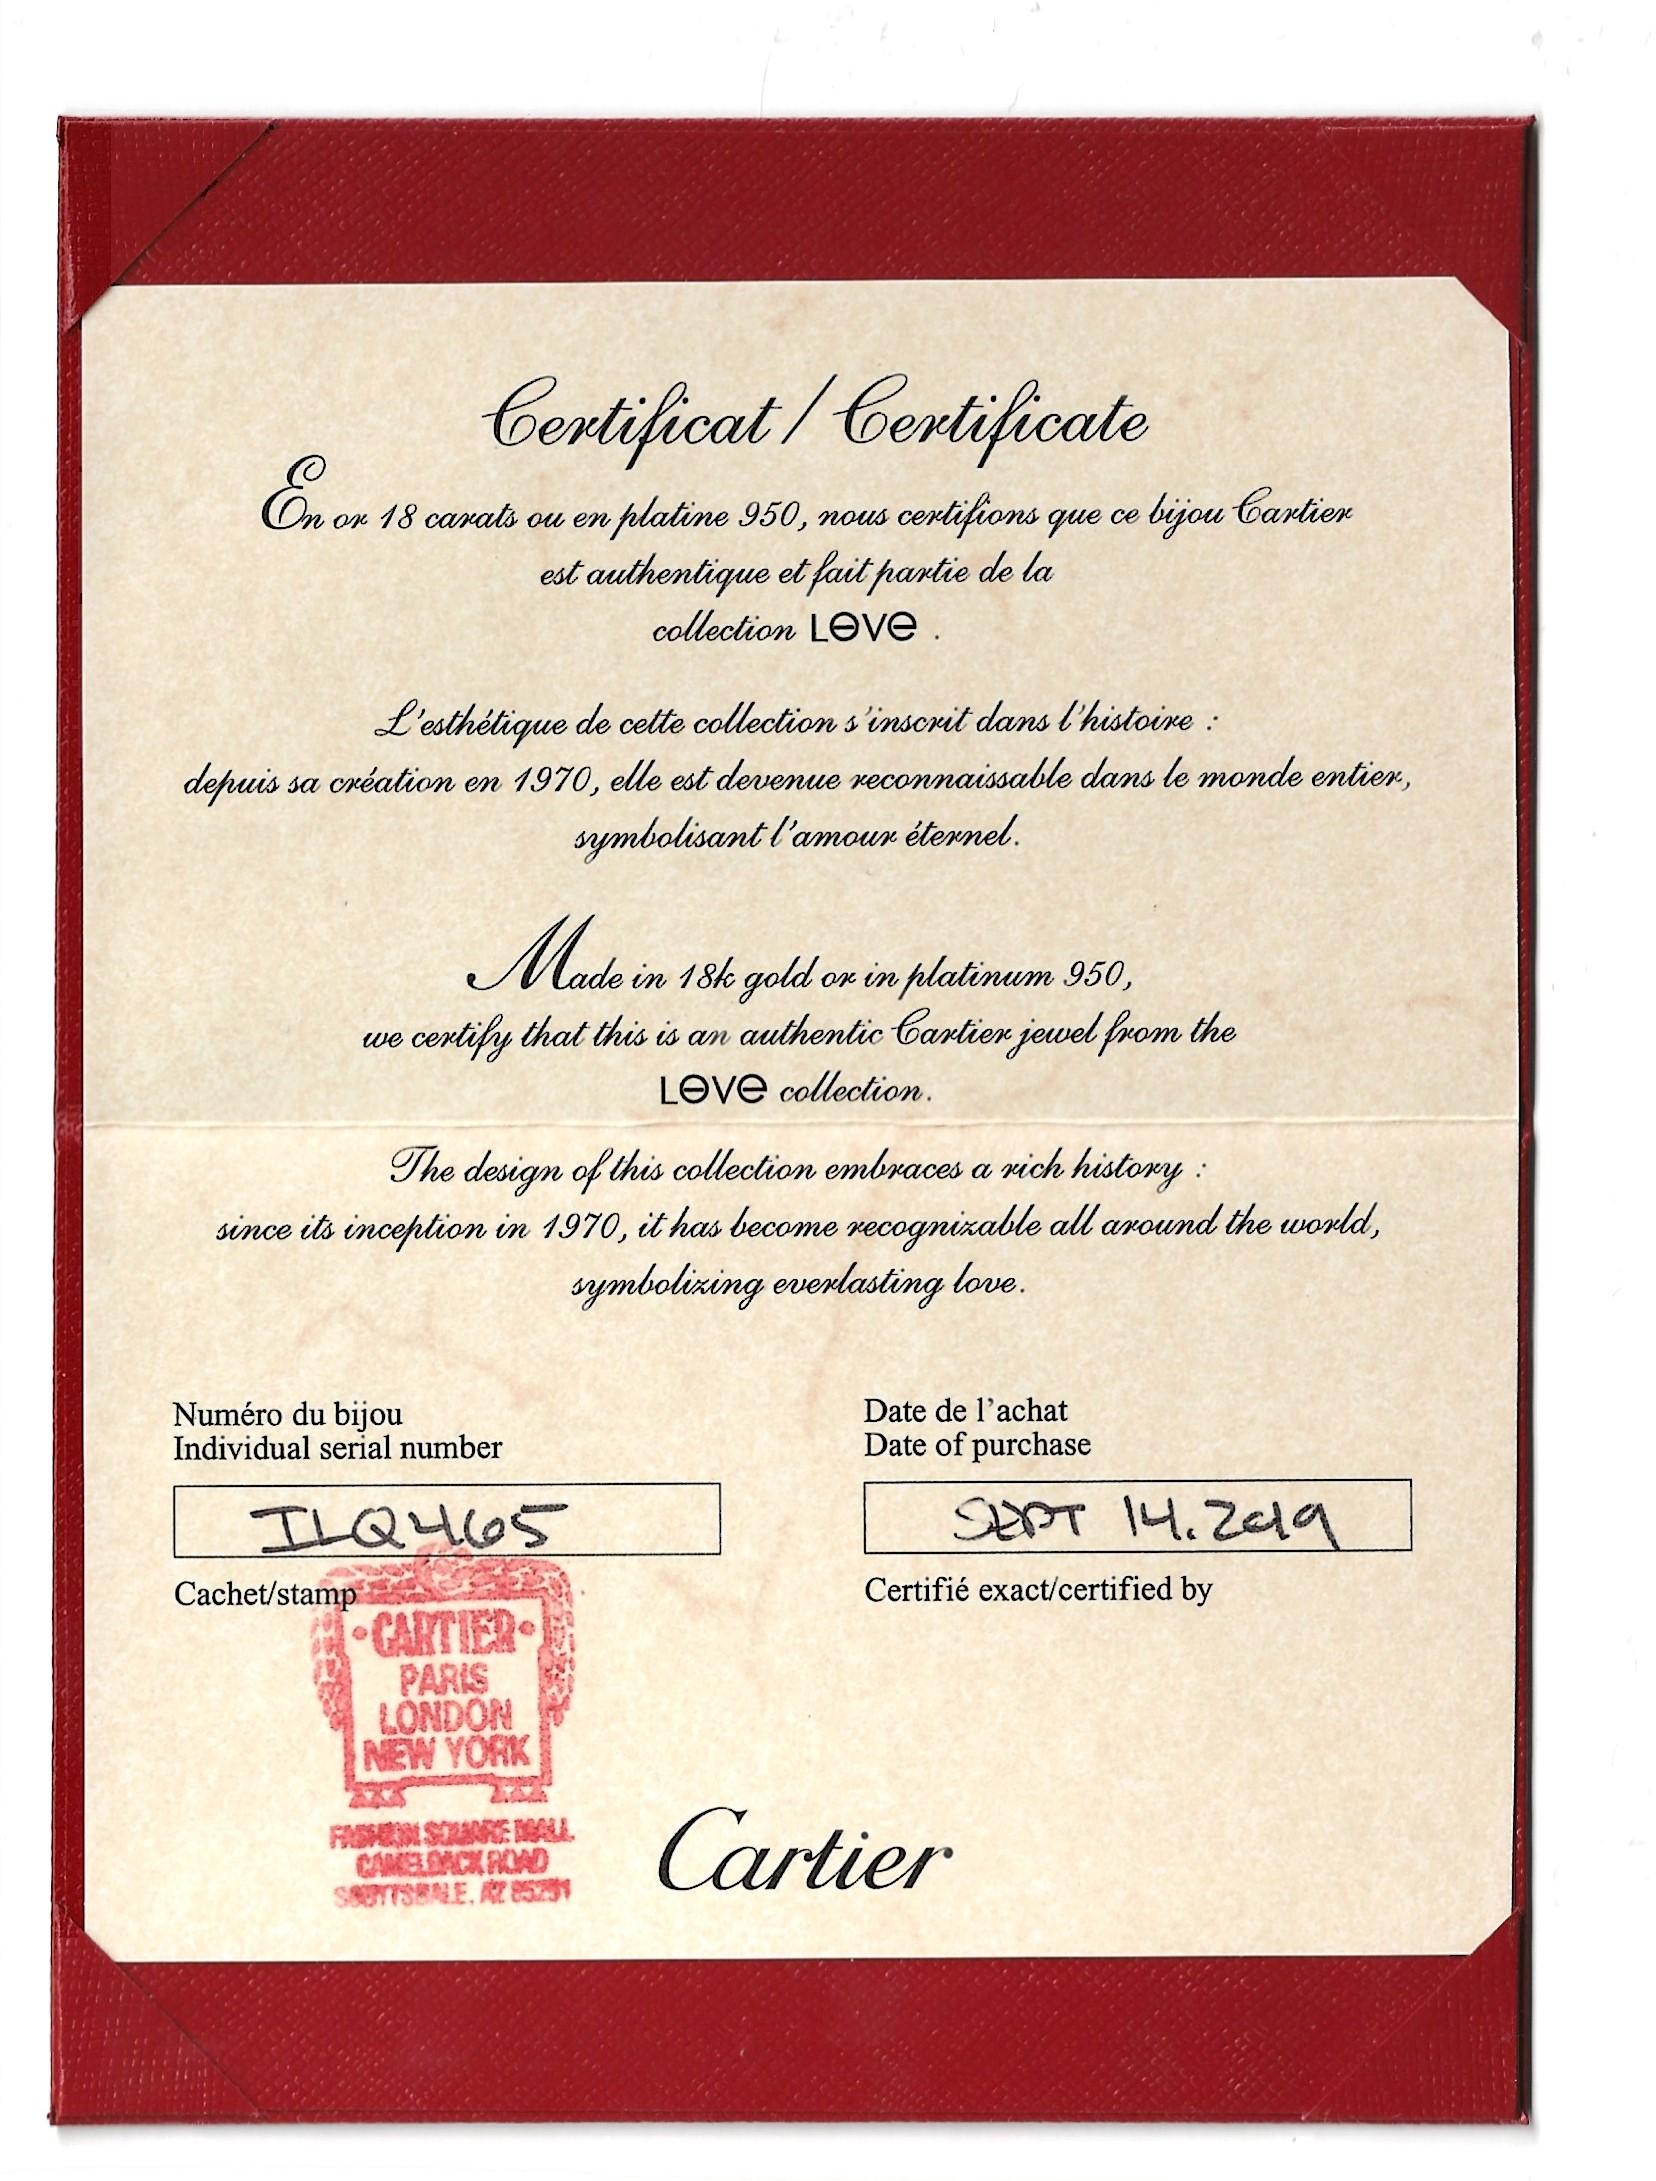 Certificat / Certificate
En or 18 carats ou en platine 950, nous certifions que ce bijou Cartier
est authentique et fait partie de la
collection LOVE .
L'esthétique de cette collection s'inscrit dans l'histoire :
depuis sa création en 1970, elle est devenue reconnaissable dans le monde entier,
symbolisant l'amour éternel.
Made in 18k gold or in platinum 950,
we certify that this is an authentic Cartier jewel from the
LOVE collection.
The design of this collection embraces a rich history :
since its inception in 1970, it has become recognizable all around the world,
symbolizing everlasting love.
Numéro du bijou
Individual serial number
Date de l'achat
Date of purchase
ILQ465
SEPT 14.2019
Cachet/stamp
Certifié exact/certified by
•CARTIER•
PARIS
LONDON
NEW YORK
FASHION SQUARE MALL
CAMELBACK ROAD
SCOTTSDALE, AZ 85251
Cartier